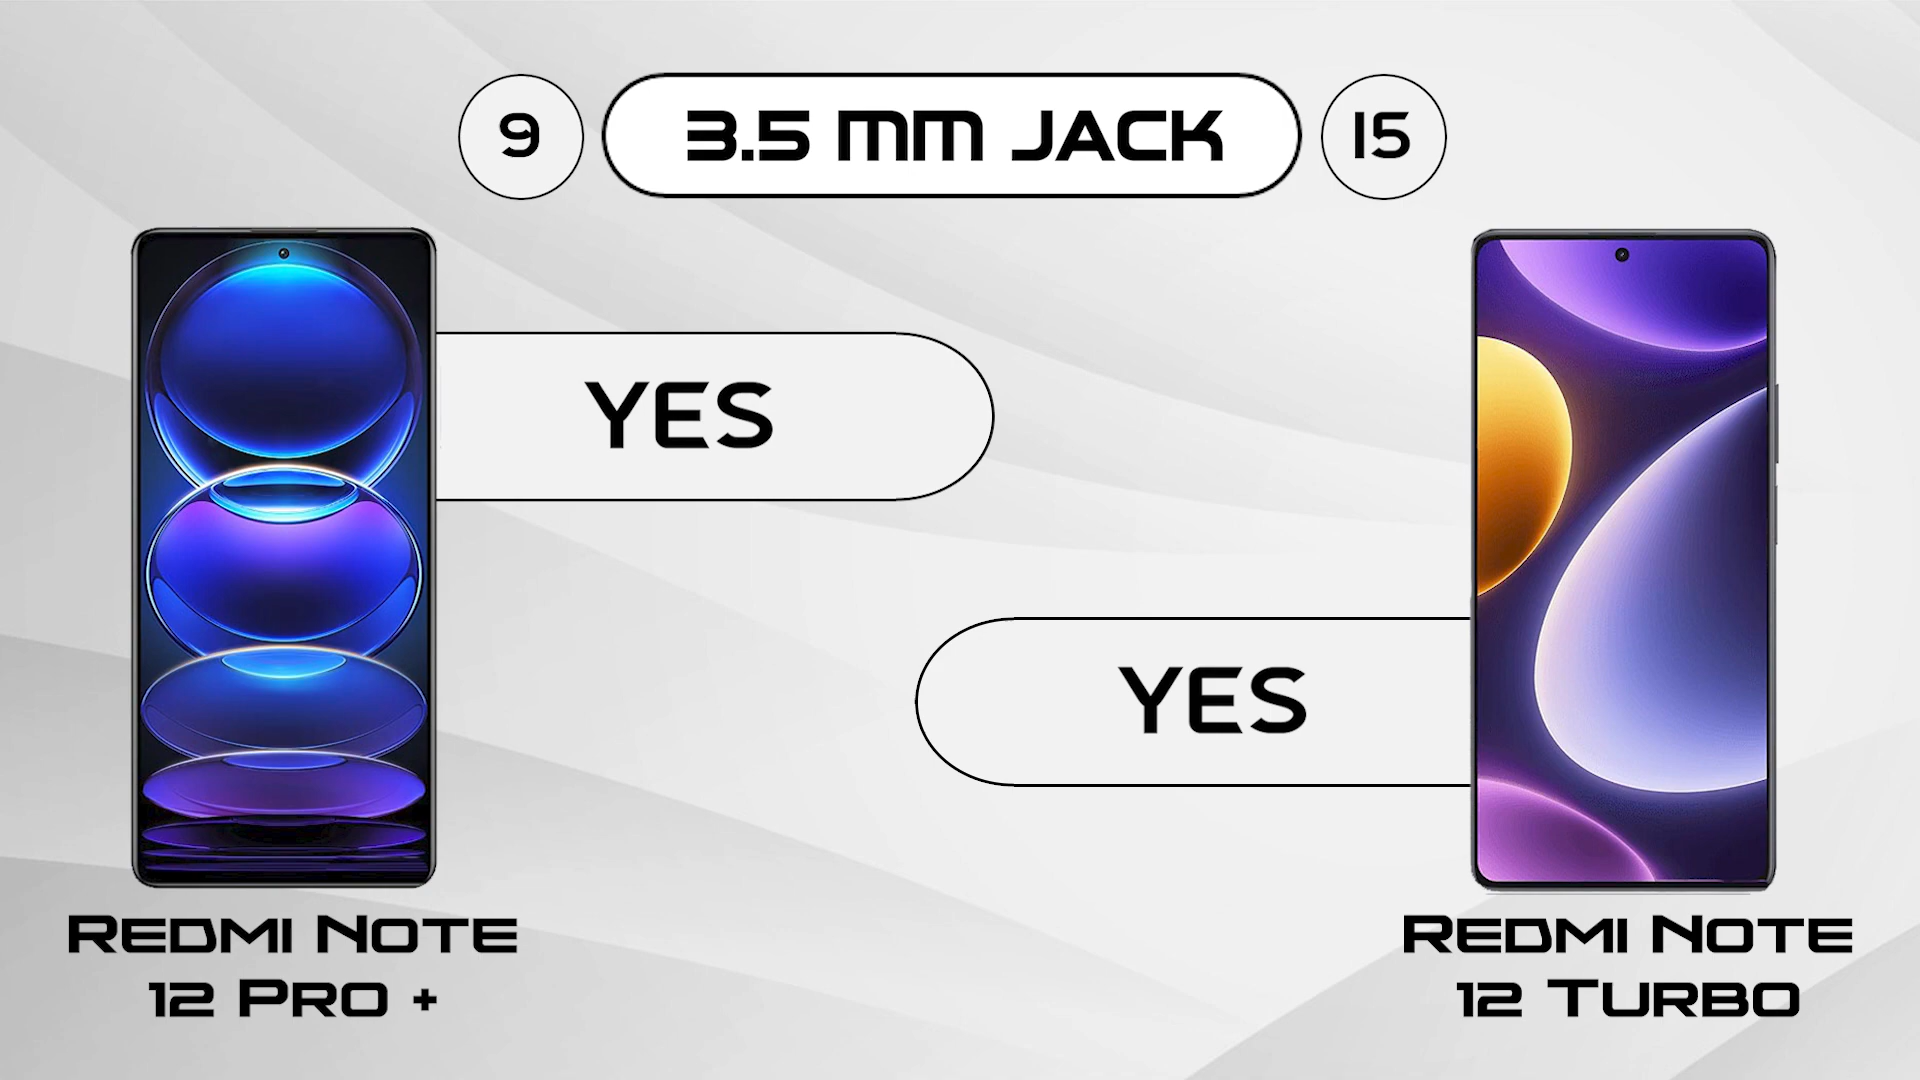 9
3.5 MM JACK
15
YES
YES
REDMI NOTE
12 PRO +
REDMI NOTE
12 TURBO